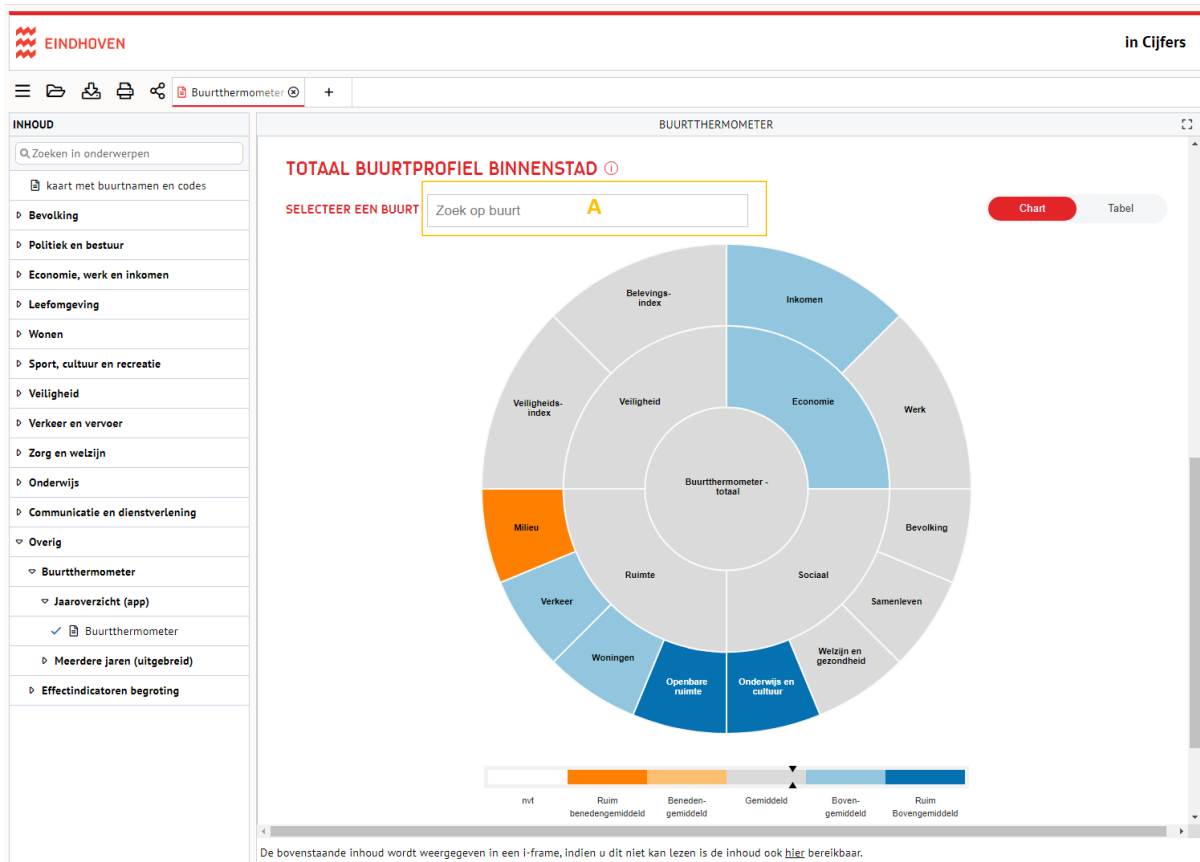 EINDHOVEN
in Cijfers
Buurtthermometer
+
INHOUD
BUURTTHERMOMETER
Zoeken in onderwerpen
kaart met buurtnamen en codes
Bevolking
Politiek en bestuur
Economie, werk en inkomen
Leefomgeving
Wonen
Sport, cultuur en recreatie
Veiligheid
Verkeer en vervoer
Zorg en welzijn
Onderwijs
Communicatie en dienstverlening
Overig
Buurtthermometer
Jaaroverzicht (app)
Buurtthermometer
Meerdere jaren (uitgebreid)
Effectindicatoren begroting
TOTAAL BUURTPROFIEL BINNENSTAD
SELECTEER EEN BUURT
Zoek op buurt
A
Chart
Tabel
Belevings-
index
Inkomen
Veiligheids-
index
Veiligheid
Economie
Werk
Buurtthermometer -
totaal
Milieu
Bevolking
Ruimte
Sociaal
Verkeer
Samenleven
Woningen
Welzijn en
gezondheid
Openbare
ruimte
Onderwijs en
cultuur
nvt
Ruim
benedengemiddeld
Beneden-
gemiddeld
Gemiddeld
Boven-
gemiddeld
Ruim
Bovengemiddeld
De bovenstaande inhoud wordt weergegeven in een i-frame, indien u dit niet kan lezen is de inhoud ook hier bereikbaar.